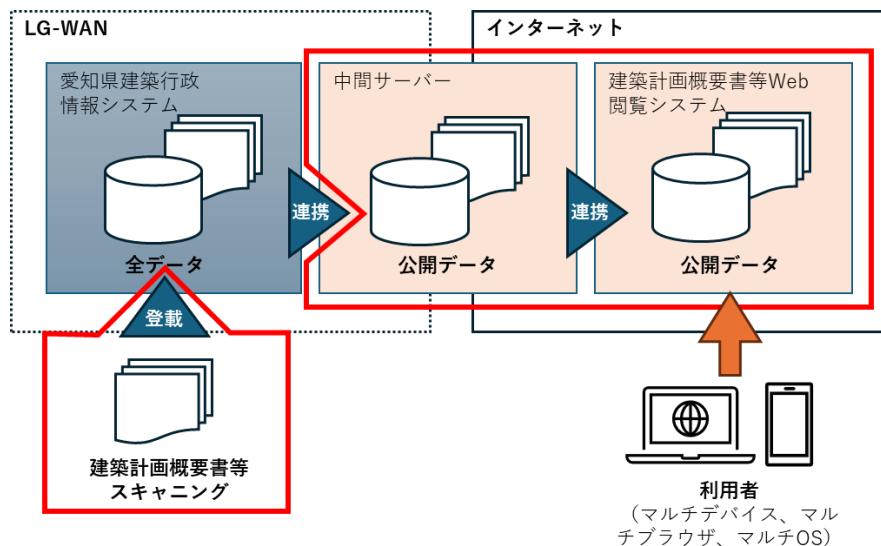 LG-WAN
インターネット
愛知県建築行政
情報システム
中間サーバー
建築計画概要書等Web
閲覧システム
連携
連携
全データ
公開データ
公開データ
登載
建築計画概要書等
スキャニング
利用者
（マルチデバイス、マル
チブラウザ、マルチOS）